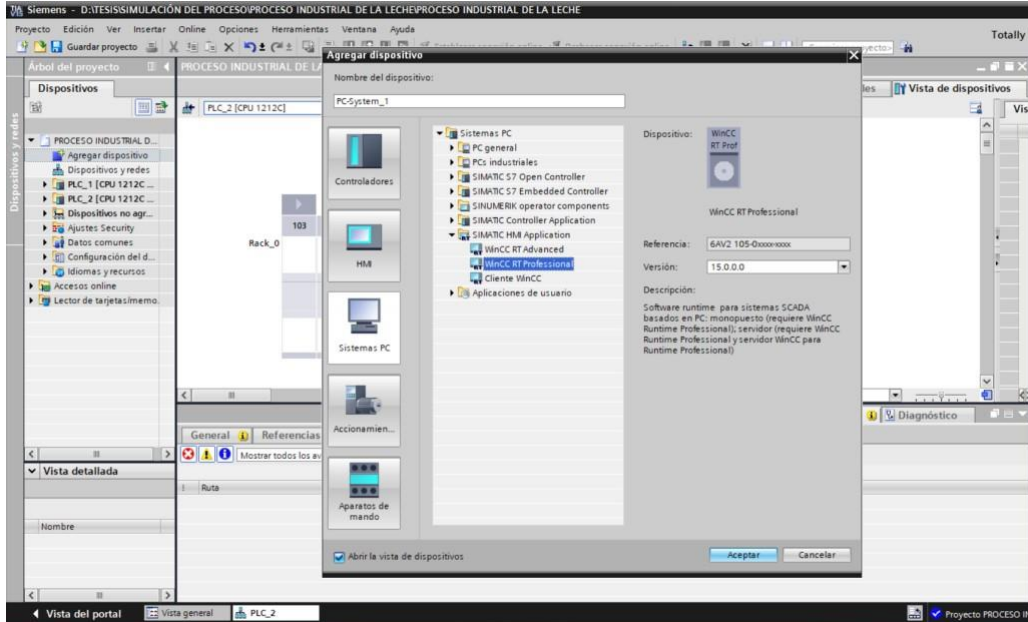 Siemens - D:\TESIS\SIMULACIÓN DEL PROCESO\PROCESO INDUSTRIAL DE LA LECHE\PROCESO INDUSTRIAL DE LA LECHE
Proyecto Edición Ver Insertar Online Opciones Herramientas Ventana Ayuda
Guardar proyecto
Totally
Árbol del proyecto
PROCESO INDUSTRIAL DE LA
Agregar dispositivo
Dispositivos
Vista de dispositivos
Nombre del dispositivo:
PC-System_1
PLC_2 [CPU 1212C]
Vis
Dispositivos y redes
PROCESO INDUSTRIAL D...
Agregar dispositivo
Dispositivos y redes
PLC_1 [CPU 1212C ...
PLC_2 [CPU 1212C ...
Dispositivos no agr...
Ajustes Security
Datos comunes
Configuración del d...
Idiomas y recursos
Accesos online
Lector de tarjetas/memo.
103
Rack_0
Controladores
HMI
Sistemas PC
Accionamien...
Aparatos de
mando
Sistemas PC
PC general
PCs industriales
SIMATIC S7 Open Controller
SIMATIC S7 Embedded Controller
SINUMERIK operator components
SIMATIC Controller Application
SIMATIC HMI Application
WinCC RT Advanced
WinCC RT Professional
Cliente WinCC
Aplicaciones de usuario
Dispositivo:
WinCC
RT Prof
WinCC RT Professional
Referencia: 6AV2 105-0xxxx-xxxx
Versión: 15.0.0.0
Descripción:
Software runtime para sistemas SCADA
basados en PC: monopuesto (requiere WinCC
Runtime Professional); servidor (requiere WinCC
Runtime Professional y servidor WinCC para
Runtime Professional)
Diagnóstico
General Referencias
Mostrar todos los av
Vista detallada
! Ruta
Nombre
Abrir la vista de dispositivos
Aceptar Cancelar
Vista del portal Vista general PLC_2
Proyecto PROCESO IN